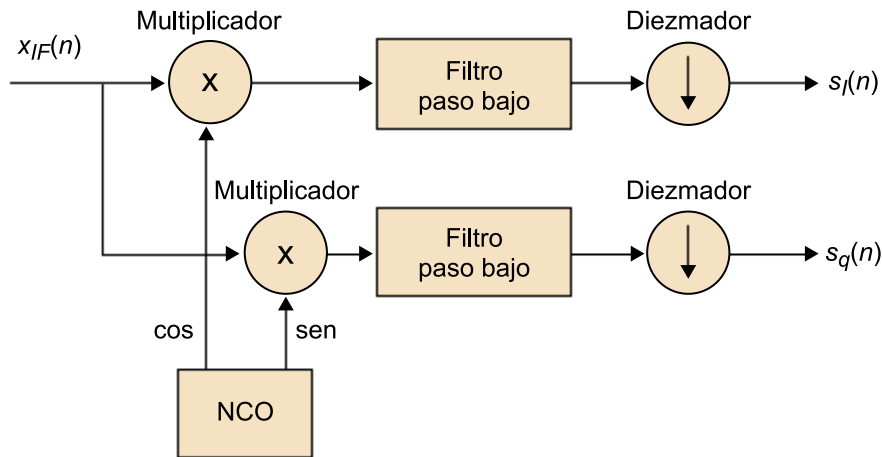 Multiplicador
Diezmador
x_IF(n)
x
Filtro
paso bajo
s_I(n)
Multiplicador
Diezmador
x
Filtro
paso bajo
s_q(n)
cos
sen
NCO